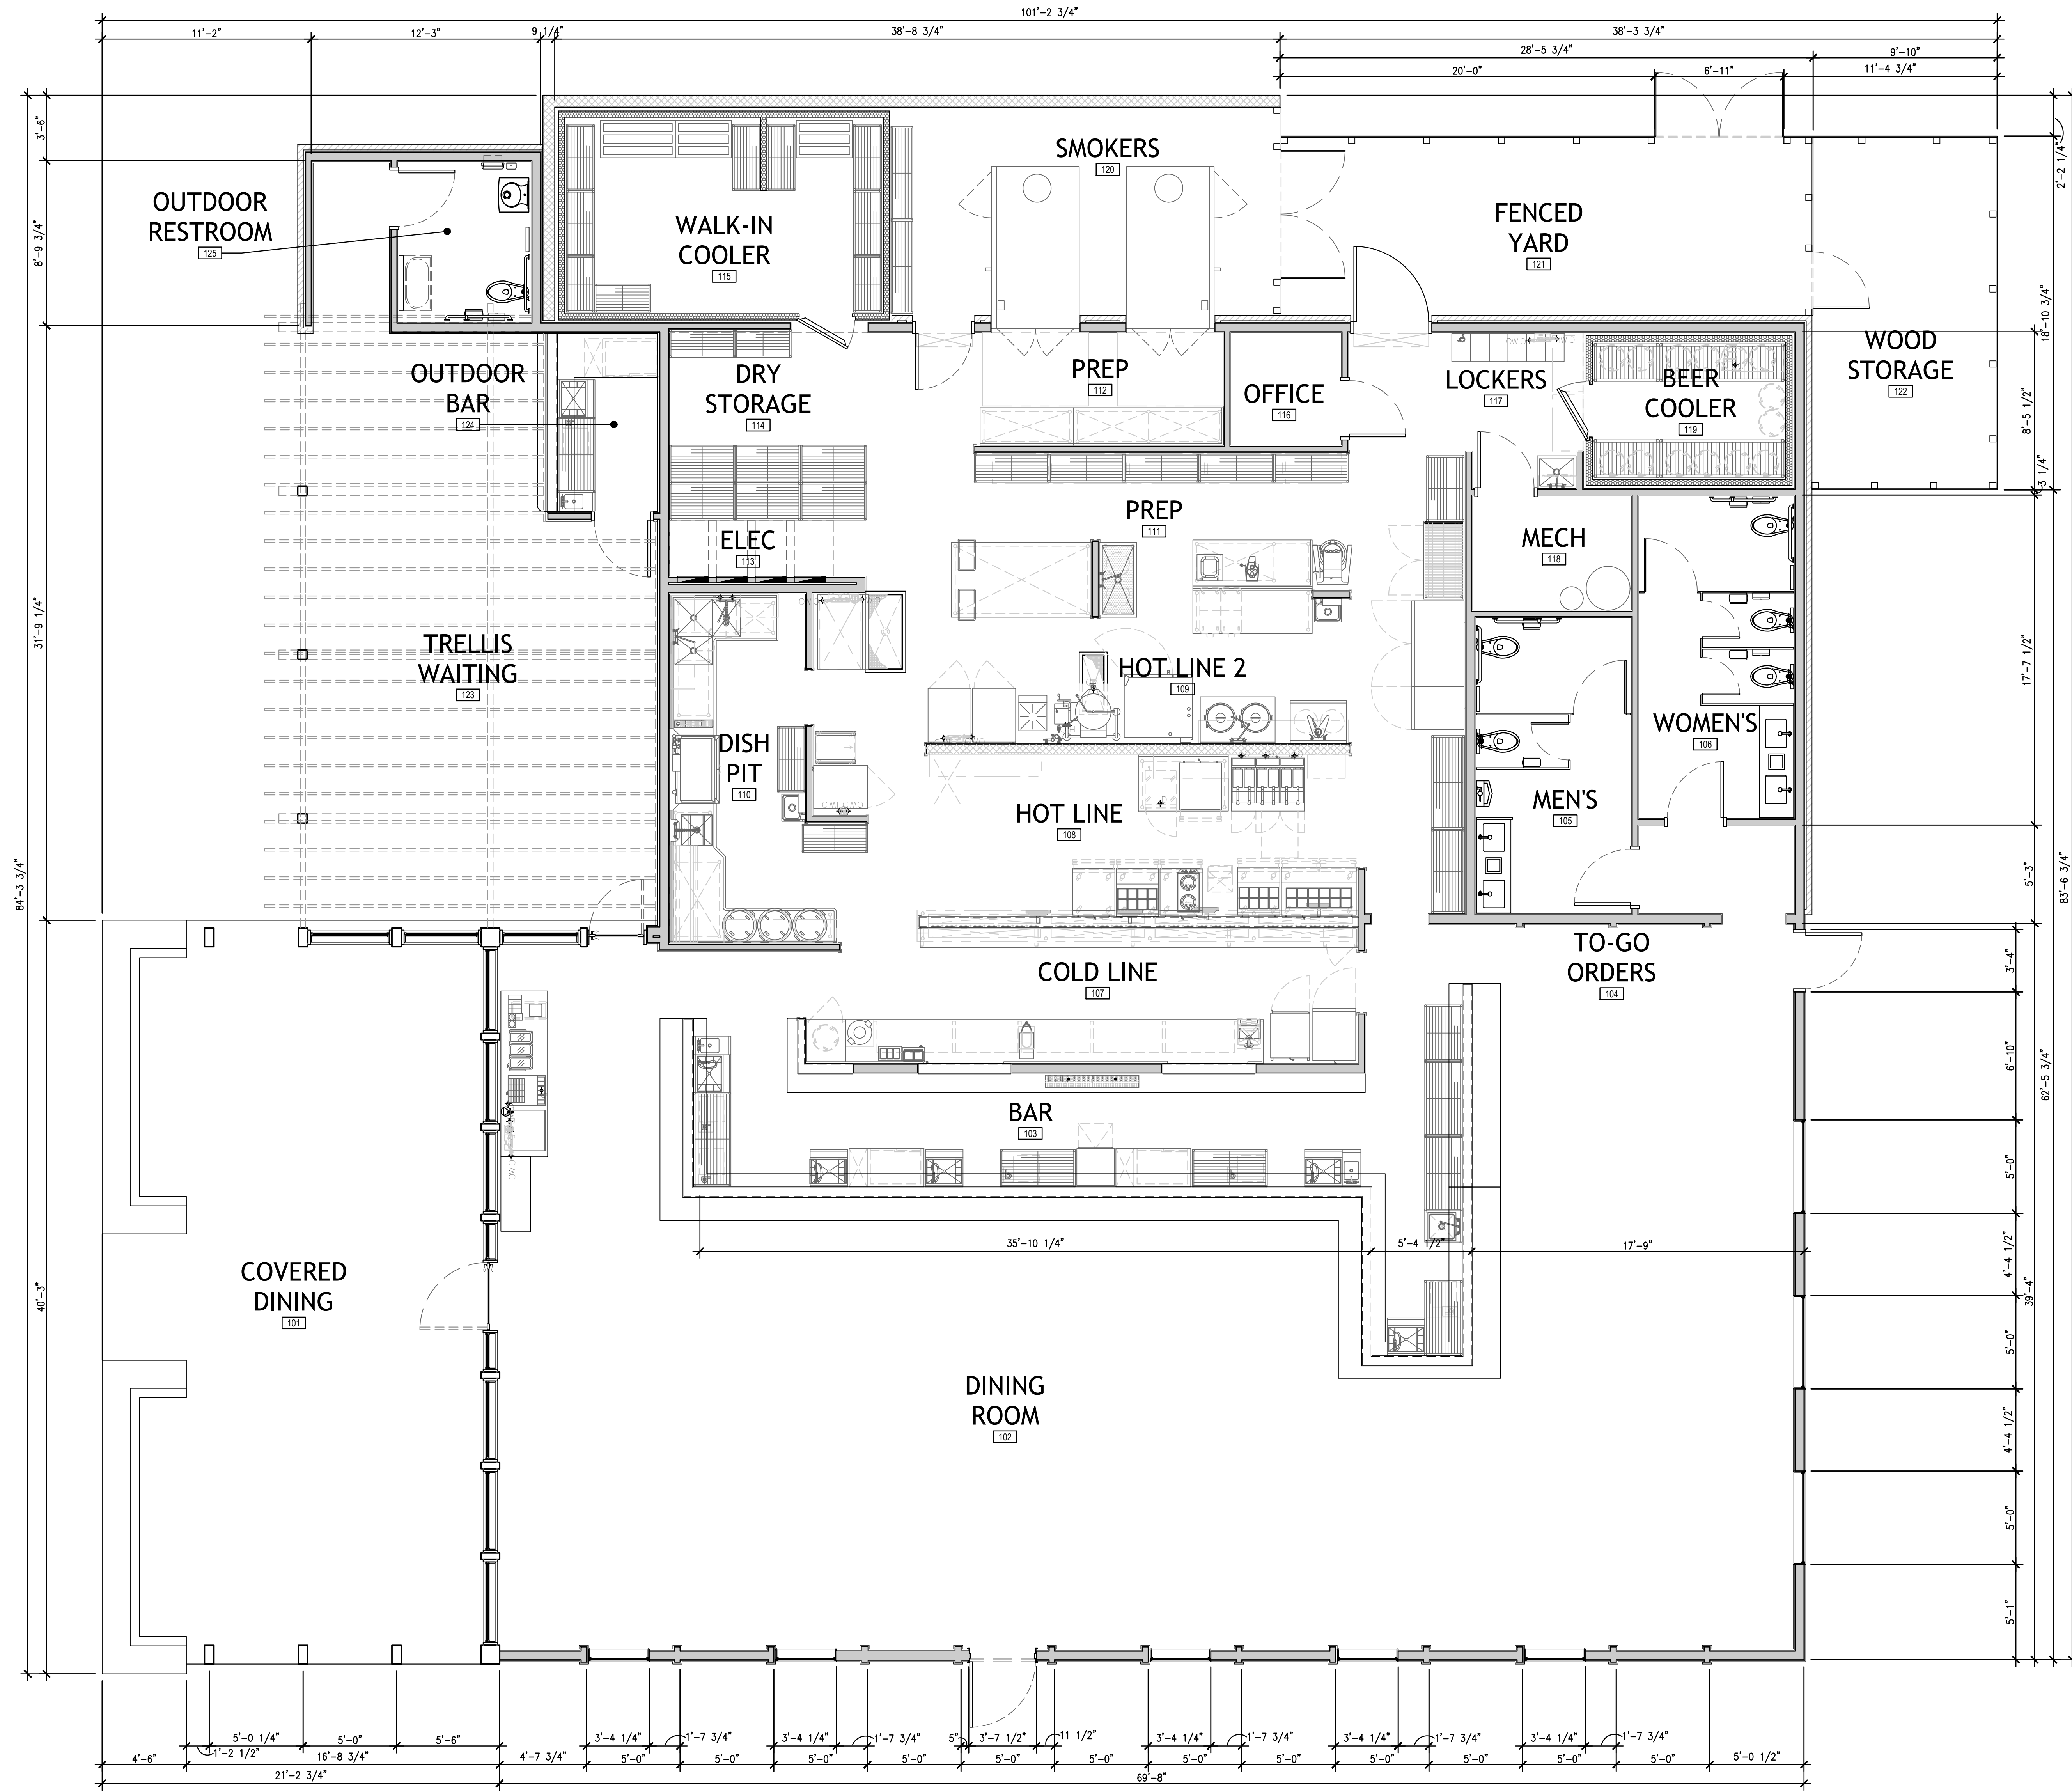 101'-2 3/4"
11'-2"
12'-3"
9 1/4"
38'-8 3/4"
38'-3 3/4"
28'-5 3/4"
9'-10"
20'-0"
6'-11"
11'-4 3/4"
3'-6"
8'-9 3/4"
31'-9 1/4"
84'-3 3/4"
40'-3"
2'-2 1/4"
18'-10 3/4"
8'-5 1/2"
17'-7 1/2"
5'-3"
83'-6 3/4"
3'-4"
6'-10"
62'-5 3/4"
5'-0"
4'-4 1/2"
39'-4"
5'-0"
4'-4 1/2"
5'-0"
5'-1"
SMOKERS
120
OUTDOOR
RESTROOM
125
WALK-IN
COOLER
115
FENCED
YARD
121
WOOD
STORAGE
122
OUTDOOR
BAR
124
DRY
STORAGE
114
PREP
112
OFFICE
116
LOCKERS
117
BEER
COOLER
119
PREP
111
ELEC
113
MECH
118
TRELLIS
WAITING
123
HOT LINE 2
109
DISH
PIT
110
WOMEN'S
106
HOT LINE
108
MEN'S
105
COLD LINE
107
TO-GO
ORDERS
104
BAR
103
35'-10 1/4"
5'-4 1/2"
17'-9"
COVERED
DINING
101
DINING
ROOM
102
5'-0 1/4"
5'-0"
5'-6"
3'-4 1/4"
1'-7 3/4"
3'-4 1/4"
1'-7 3/4"
5"
3'-7 1/2"
11 1/2"
3'-4 1/4"
1'-7 3/4"
3'-4 1/4"
1'-7 3/4"
3'-4 1/4"
1'-7 3/4"
1'-2 1/2"
4'-6"
16'-8 3/4"
4'-7 3/4"
5'-0"
5'-0"
5'-0"
5'-0"
5'-0"
5'-0"
5'-0"
5'-0"
5'-0"
5'-0"
5'-0"
5'-0"
5'-0 1/2"
21'-2 3/4"
69'-8"